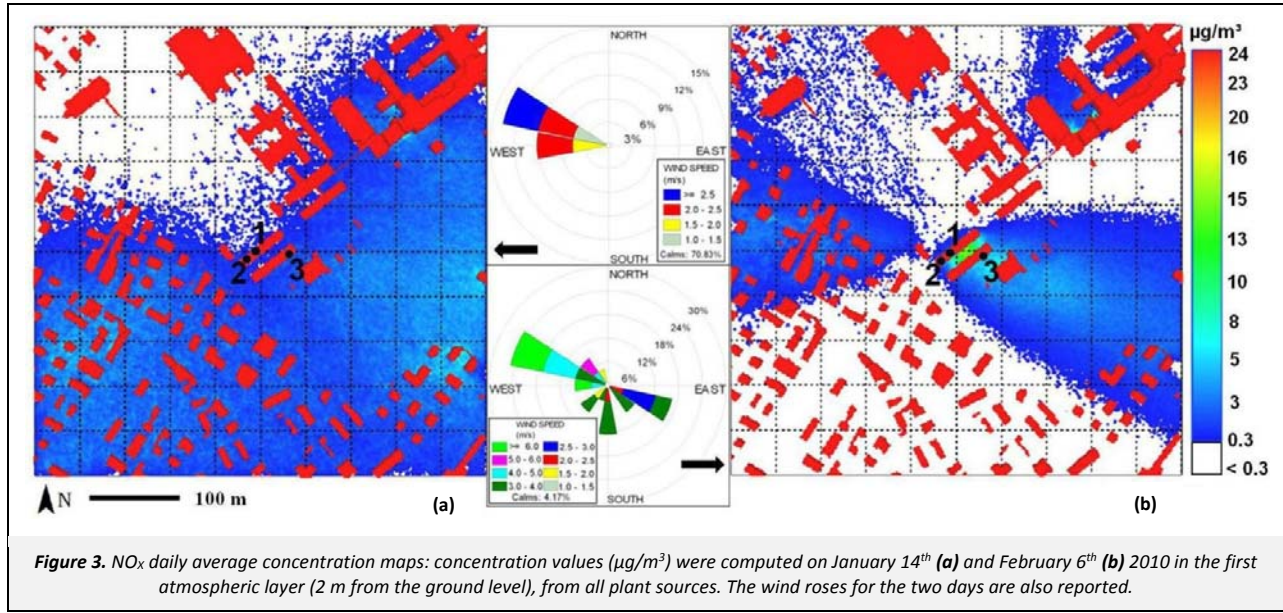 NORTH
15%
12%
9%
6%
3%
WEST
EAST
WIND SPEED
(m/s)
>= 2.5
2.0 - 2.5
1.5 - 2.0
1.0 - 1.5
Calms: 70.83%
SOUTH
NORTH
30%
24%
18%
12%
6%
WEST
EAST
WIND SPEED
(m/s)
>= 6.0
5.0 - 6.0
4.0 - 5.0
3.0 - 4.0
2.5 - 3.0
2.0 - 2.5
1.5 - 2.0
1.0 - 1.5
Calms: 4.17%
SOUTH
1
2
3
N
100 m
(a)
1
2
3
(b)
µg/m³
24
23
20
16
15
13
10
8
5
3
0.3
< 0.3
Figure 3. NOₓ daily average concentration maps: concentration values (µg/m³) were computed on January 14th (a) and February 6th (b) 2010 in the first
atmospheric layer (2 m from the ground level), from all plant sources. The wind roses for the two days are also reported.